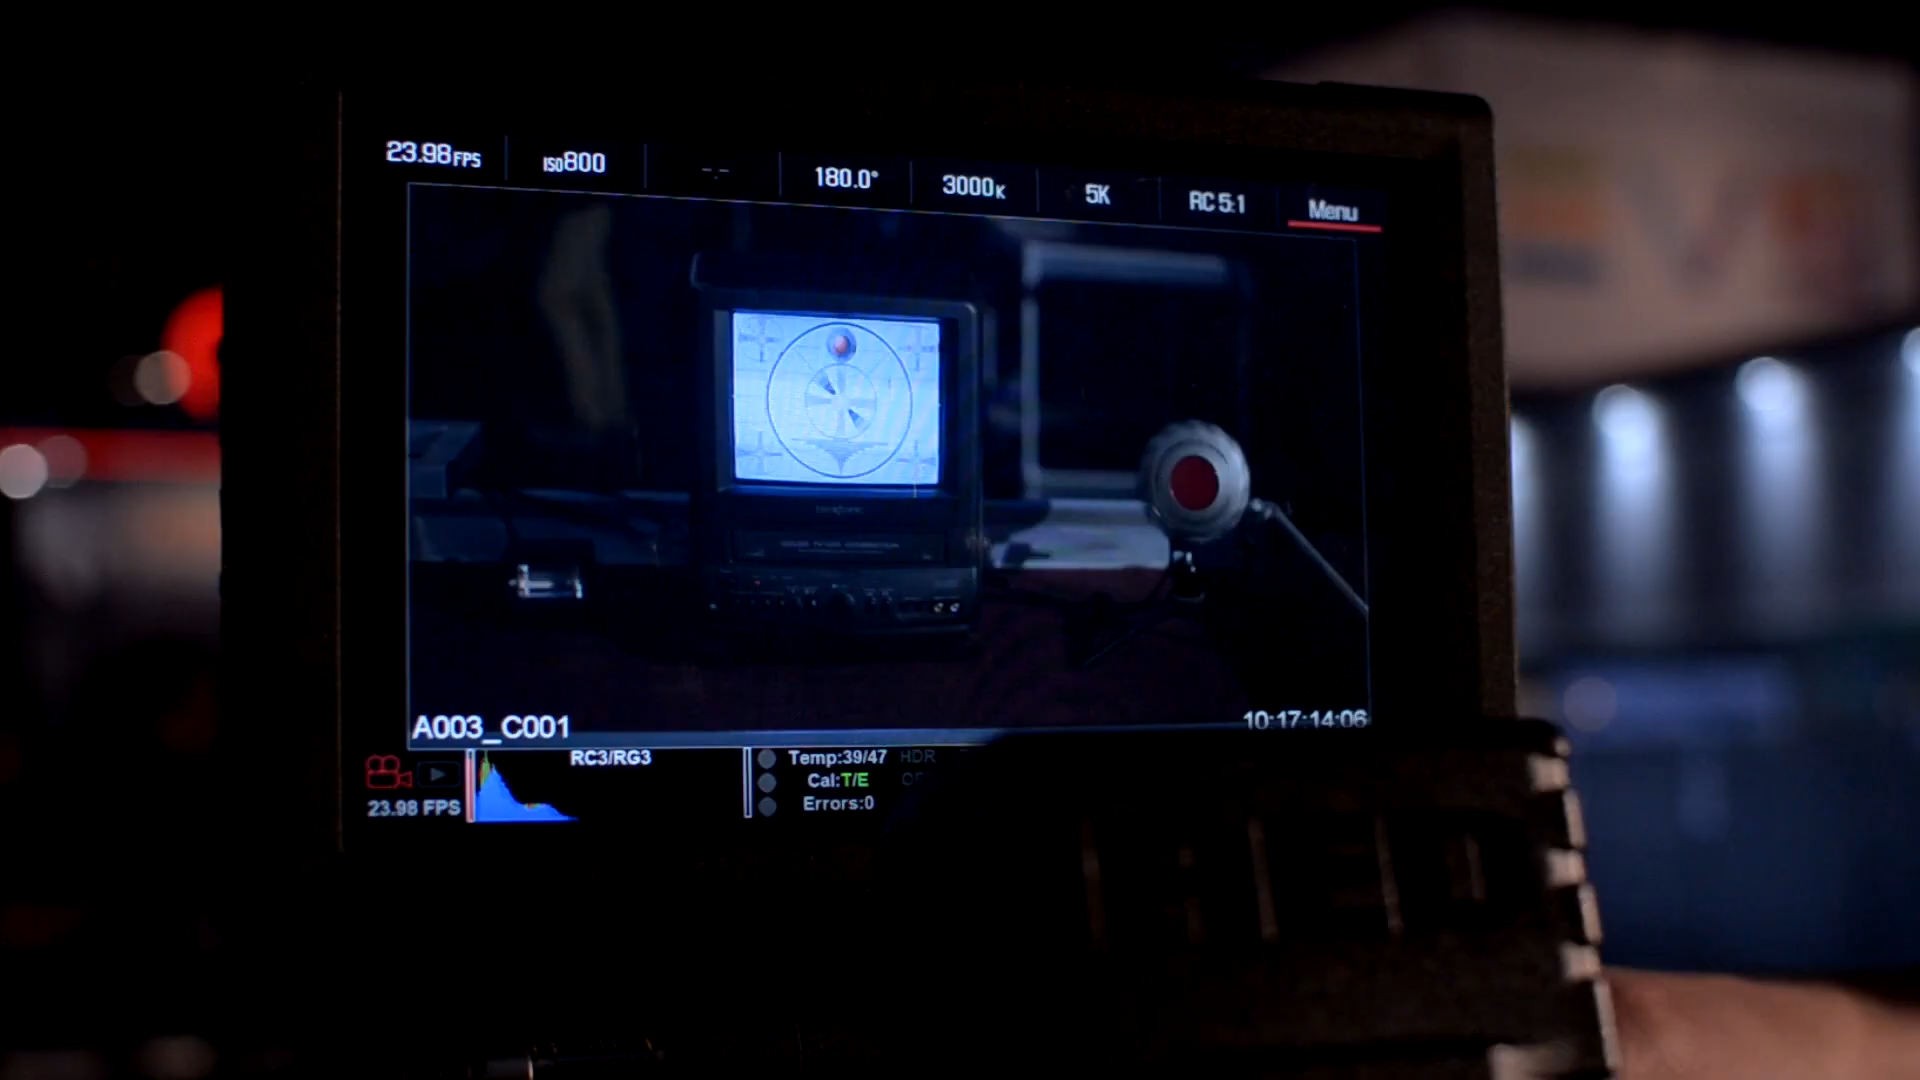 23.98FPS ISO800 -.-- 180.0° 3000K 5K RC 5:1 Menu
A003_C001 10:17:14:06
RC3/RG3
Temp:39/47 HDR
Cal:T/E
23.98 FPS Errors:0